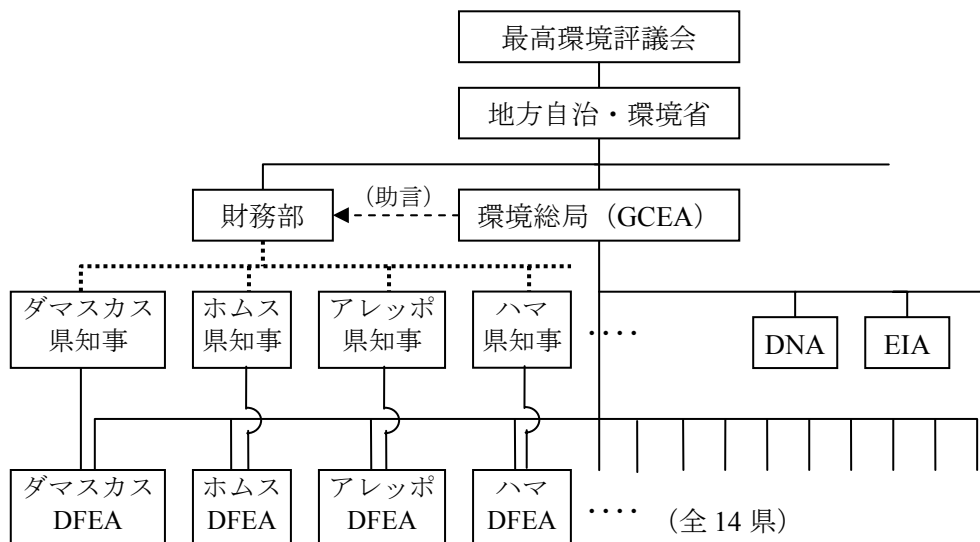 最高環境評議会
地方自治・環境省
財務部
(助言)
環境総局（GCEA）
ダマスカス
県知事
ホムス
県知事
アレッポ
県知事
ハマ
県知事
････
DNA
EIA
ダマスカス
DFEA
ホムス
DFEA
アレッポ
DFEA
ハマ
DFEA
････
（全 14 県）